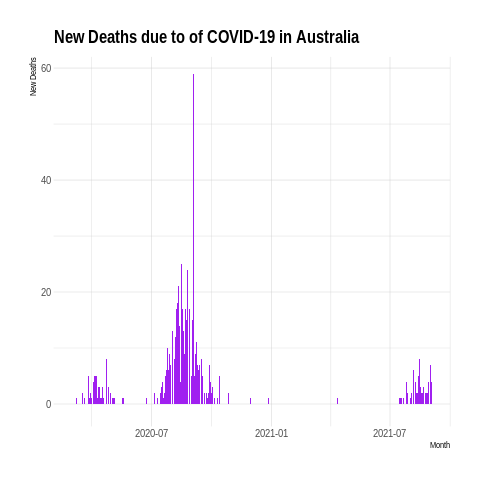 New Deaths due to of COVID-19 in Australia
New Deaths
60
40
20
0
2020-07
2021-01
2021-07
Month